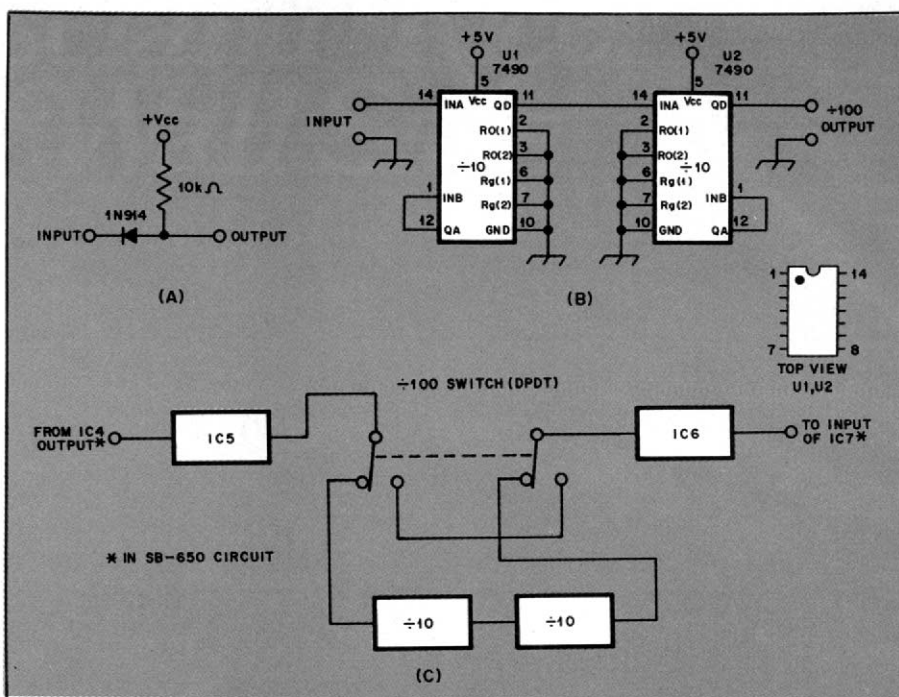 +Vcc
10kΩ
1N914
INPUT
OUTPUT
(A)
+5V
U1
7490
5
14
INA
Vcc
QD
11
2
RO(1)
3
RO(2)
÷10
6
Rg(1)
7
Rg(2)
1
INB
12
QA
GND
10
INPUT
+5V
U2
7490
5
14
INA
Vcc
QD
11
2
RO(1)
3
RO(2)
÷10
6
Rg(1)
7
Rg(2)
INB
1
10
GND
QA
12
÷100
OUTPUT
(B)
1
14
7
8
TOP VIEW
U1,U2
÷100 SWITCH (DPDT)
FROM IC4
OUTPUT*
IC5
IC6
TO INPUT
OF IC7*
* IN SB-650 CIRCUIT
÷10
÷10
(C)